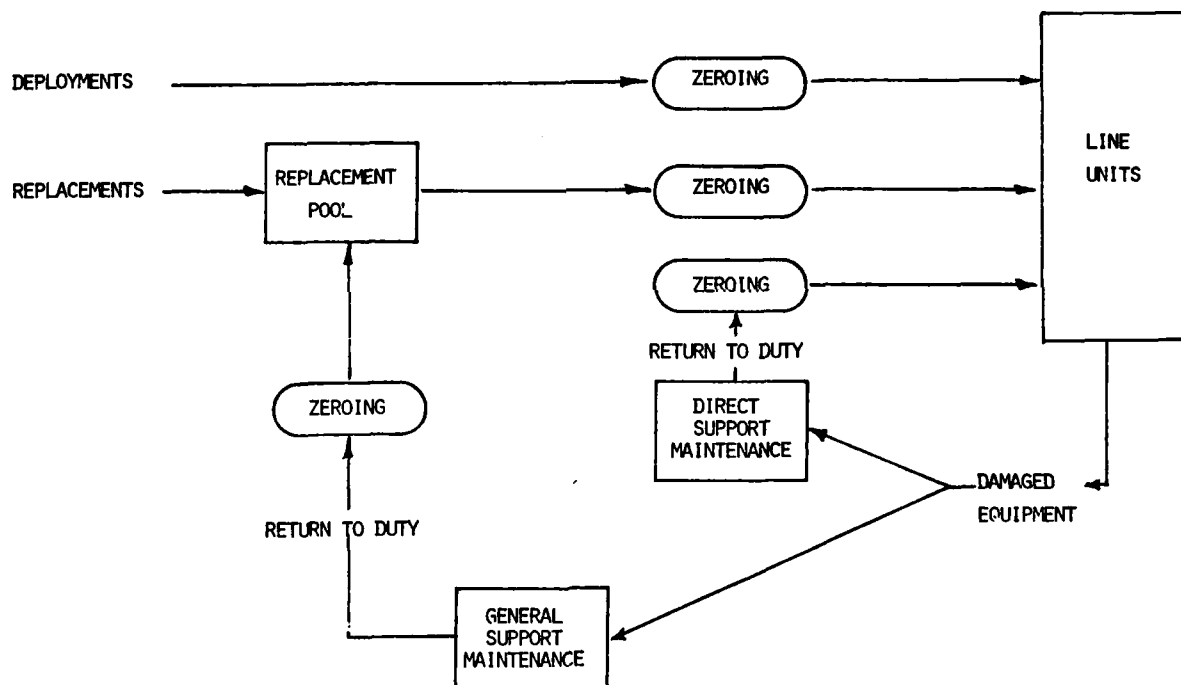 DEPLOYMENTS
ZEROING
LINE
UNITS
REPLACEMENTS
REPLACEMENT
POOL
ZEROING
ZEROING
RETURN TO DUTY
ZEROING
DIRECT
SUPPORT
MAINTENANCE
DAMAGED
EQUIPMENT
RETURN TO DUTY
GENERAL
SUPPORT
MAINTENANCE